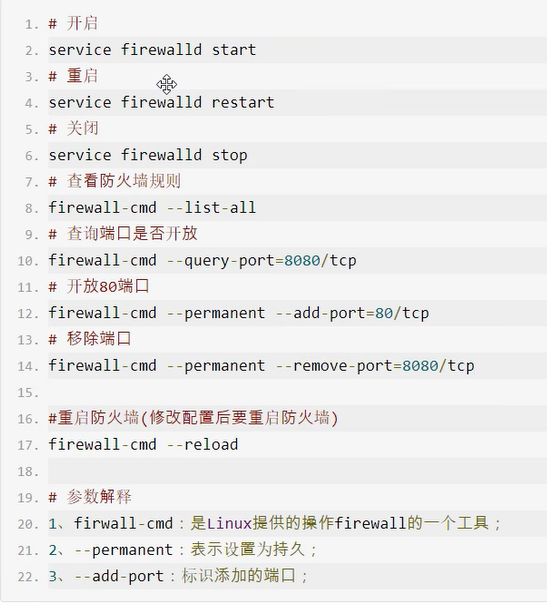 1. # 开启
2. service firewalld start
3. # 重启
4. service firewalld restart
5. # 关闭
6. service firewalld stop
7. # 查看防火墙规则
8. firewall-cmd --list-all
9. # 查询端口是否开放
10. firewall-cmd --query-port=8080/tcp
11. # 开放80端口
12. firewall-cmd --permanent --add-port=80/tcp
13. # 移除端口
14. firewall-cmd --permanent --remove-port=8080/tcp
15.
16. #重启防火墙(修改配置后要重启防火墙)
17. firewall-cmd --reload
18.
19. # 参数解释
20. 1、firwall-cmd：是Linux提供的操作firewall的一个工具；
21. 2、--permanent：表示设置为持久；
22. 3、--add-port：标识添加的端口；